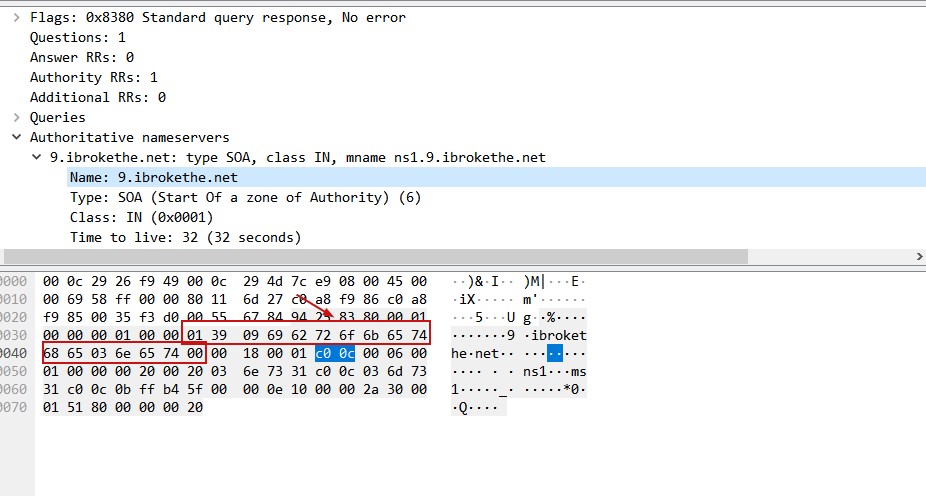 > Flags: 0x8380 Standard query response, No error
Questions: 1
Answer RRs: 0
Authority RRs: 1
Additional RRs: 0
> Queries
Authoritative nameservers
9.ibrokethe.net: type SOA, class IN, mname ns1.9.ibrokethe.net
Name: 9.ibrokethe.net
Type: SOA (Start Of a zone of Authority) (6)
Class: IN (0x0001)
Time to live: 32 (32 seconds)
0000 00 0c 29 26 f9 49 00 0c 29 4d 7c e9 08 00 45 00 ··)&·I·· )M|···E·
0010 00 69 58 ff 00 00 80 11 6d 27 c0 a8 f9 86 c0 a8 ·iX····· m'······
0020 f9 85 00 35 f3 d0 00 55 67 84 94 25 83 80 00 01 ···5···U g··%····
0030 00 00 00 01 00 00 01 39 09 69 62 72 6f 6b 65 74 ·······9 ·ibroket
0040 68 65 03 6e 65 74 00 00 18 00 01 c0 0c 00 06 00 he·net·· ········
0050 01 00 00 00 20 00 20 03 6e 73 31 c0 0c 03 6d 73 ···· · · ns1···ms
0060 31 c0 0c 0b ff b4 5f 00 00 0e 10 00 00 2a 30 00 1·····_· ·····*0·
0070 01 51 80 00 00 00 20 ·Q····